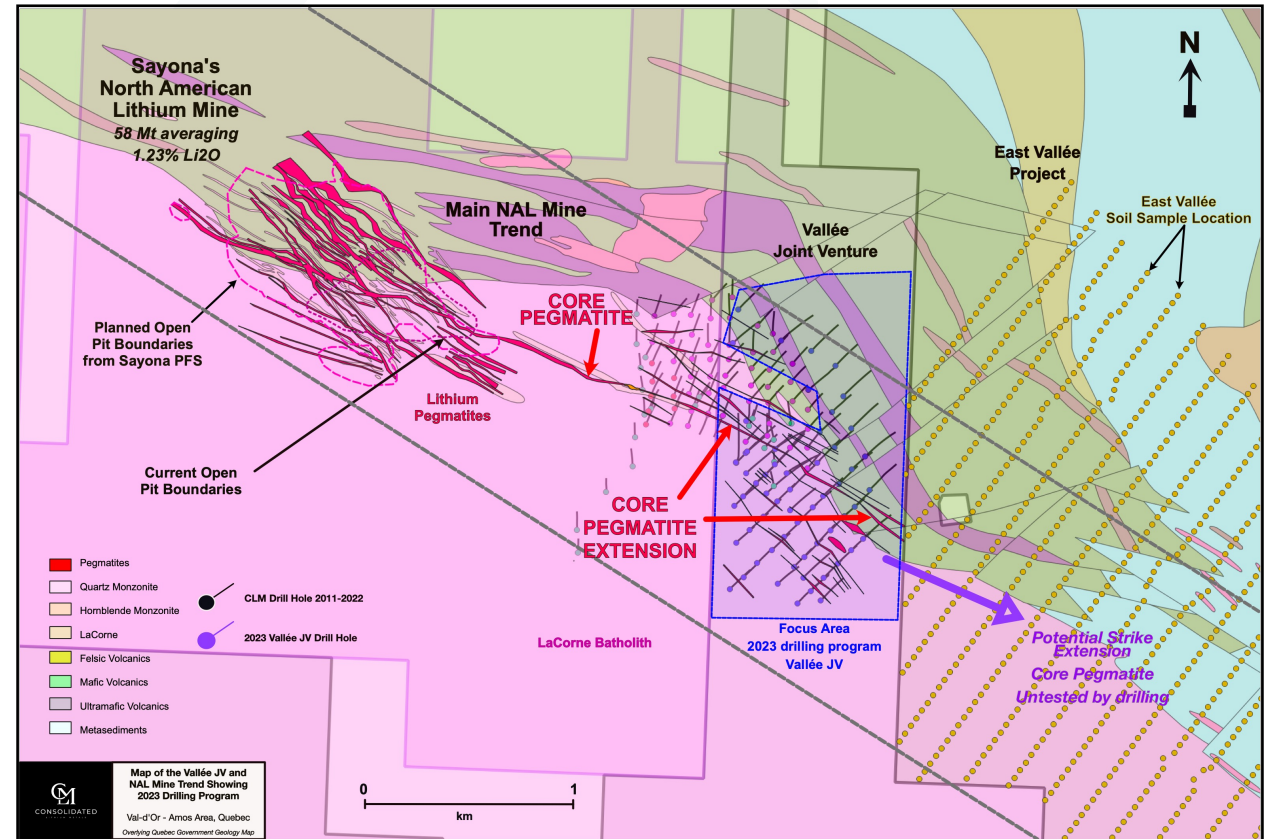 Sayona's
North American
Lithium Mine
58 Mt averaging
1.23% Li2O
N
East Vallée
Project
East Vallée
Soil Sample Location
Main NAL Mine
Trend
Vallée
Joint Venture
CORE
PEGMATITE
Planned Open
Pit Boundaries
from Sayona PFS
Lithium
Pegmatites
Current Open
Pit Boundaries
CORE
PEGMATITE
EXTENSION
Pegmatites
Quartz Monzonite
Hornblende Monzonite
LaCorne
Felsic Volcanics
Mafic Volcanics
Ultramafic Volcanics
Metasediments
CLM Drill Hole 2011-2022
2023 Vallée JV Drill Hole
LaCorne Batholith
Focus Area
2023 drilling program
Vallée JV
Potential Strike
Extension
Core Pegmatite
Untested by drilling
CONSOLIDATED
Map of the Vallée JV and
NAL Mine Trend Showing
2023 Drilling Program
Val-d'Or - Amos Area, Quebec
Overlying Quebec Government Geology Map
0 1
km